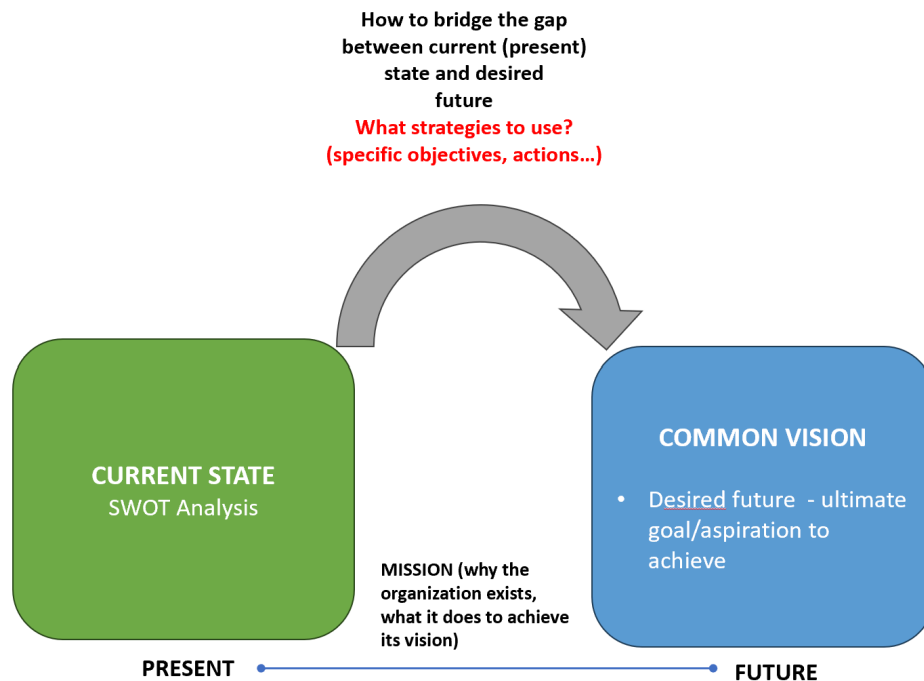 How to bridge the gap
between current (present)
state and desired
future
What strategies to use?
(specific objectives, actions…)
CURRENT STATE
SWOT Analysis
COMMON VISION
• Desired future - ultimate
goal/aspiration to
achieve
MISSION (why the
organization exists,
what it does to achieve
its vision)
PRESENT
FUTURE